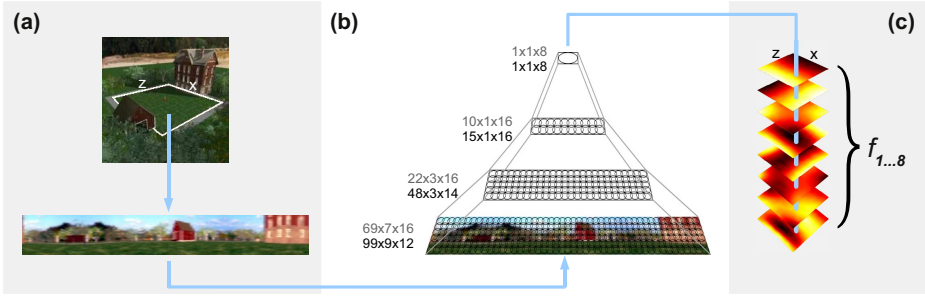 (a)
z x
(b)
1x1x8
1x1x8
10x1x16
15x1x16
22x3x16
48x3x14
69x7x16
99x9x12
(c)
z x
f1...8